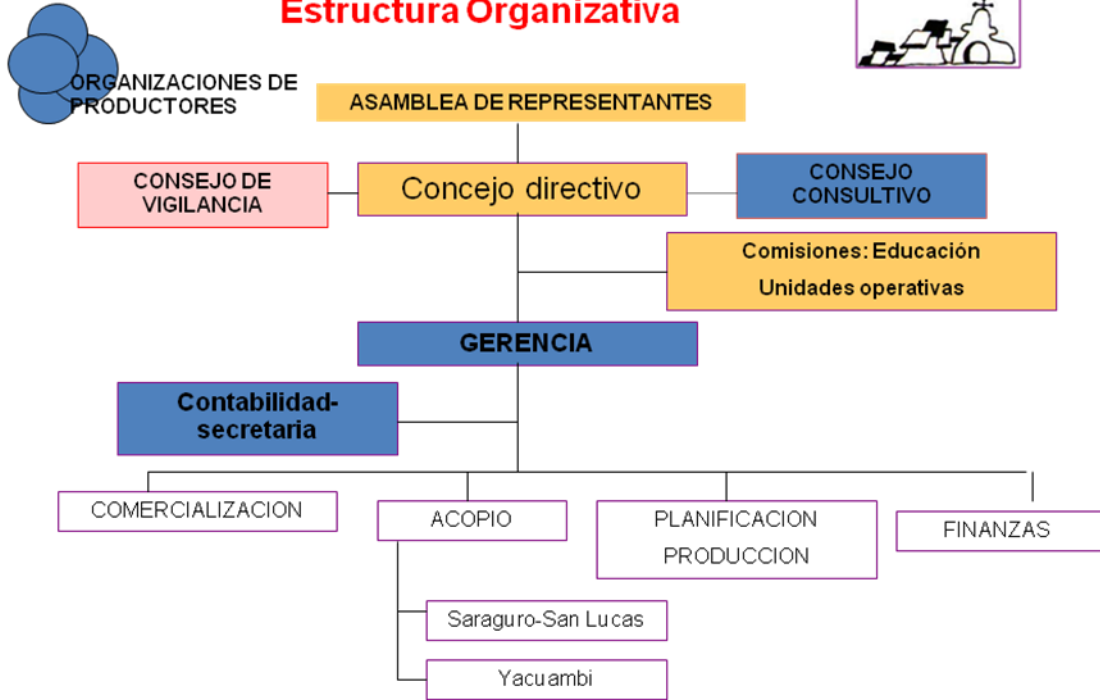 Estructura Organizativa
ORGANIZACIONES DE
PRODUCTORES
ASAMBLEA DE REPRESENTANTES
CONSEJO DE
VIGILANCIA
Concejo directivo
CONSEJO
CONSULTIVO
Comisiones: Educación
Unidades operativas
GERENCIA
Contabilidad-
secretaria
COMERCIALIZACION
ACOPIO
PLANIFICACION
PRODUCCION
FINANZAS
Saraguro-San Lucas
Yacuambi